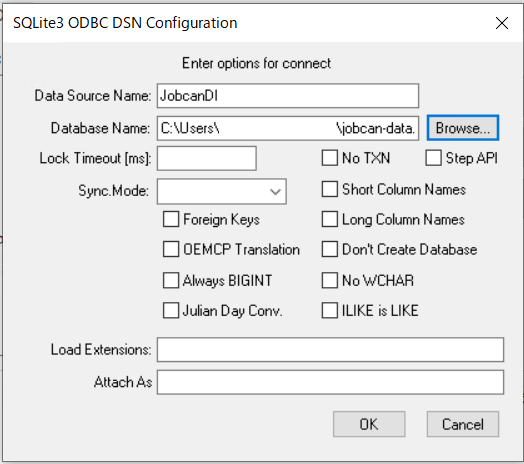 SQLite3 ODBC DSN Configuration
Enter options for connect
Data Source Name: JobcanDI
Database Name: C:\Users\ \jobcan-data. Browse...
Lock Timeout [ms]: No TXN Step API
Sync.Mode: Short Column Names
Foreign Keys Long Column Names
OEMCP Translation Don't Create Database
Always BIGINT No WCHAR
Julian Day Conv. ILIKE is LIKE
Load Extensions:
Attach As
OK Cancel